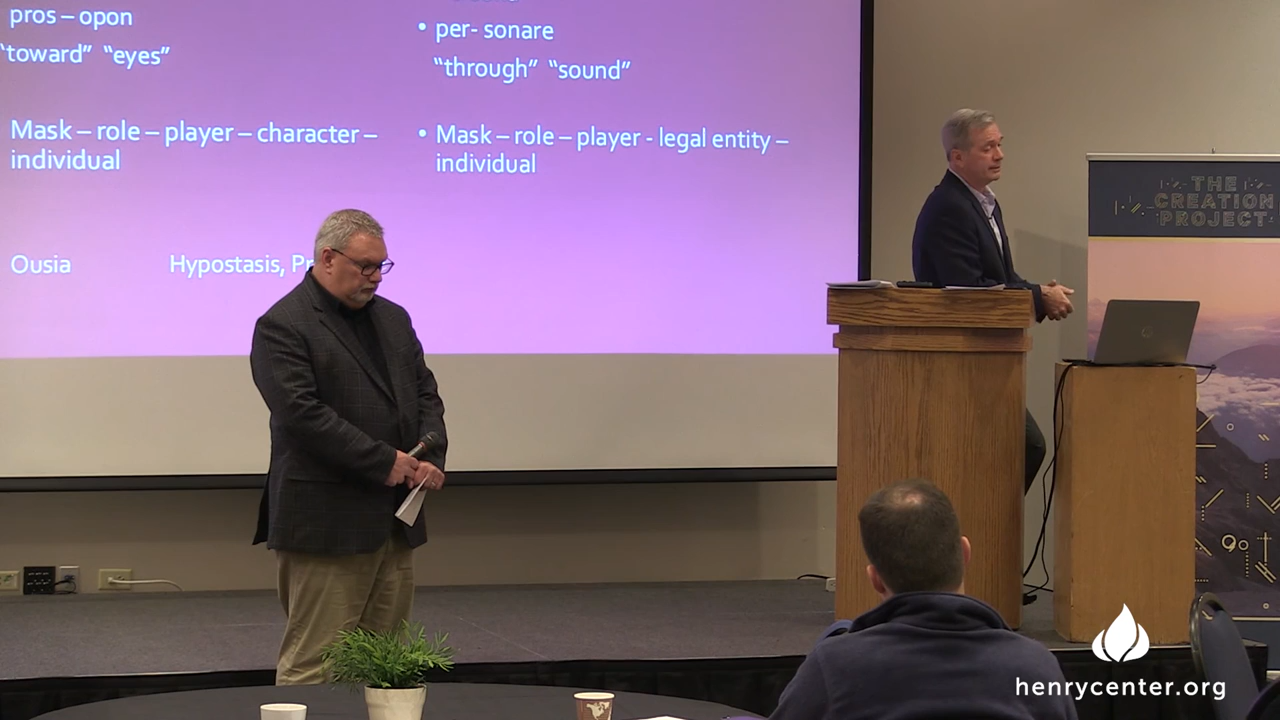 pros – opon
"toward" "eyes"
Mask – role – player – character –
individual
Ousia Hypostasis,
• per- sonare
"through" "sound"
• Mask – role – player - legal entity –
individual
THE
CREATION
PROJECT
henrycenter.org